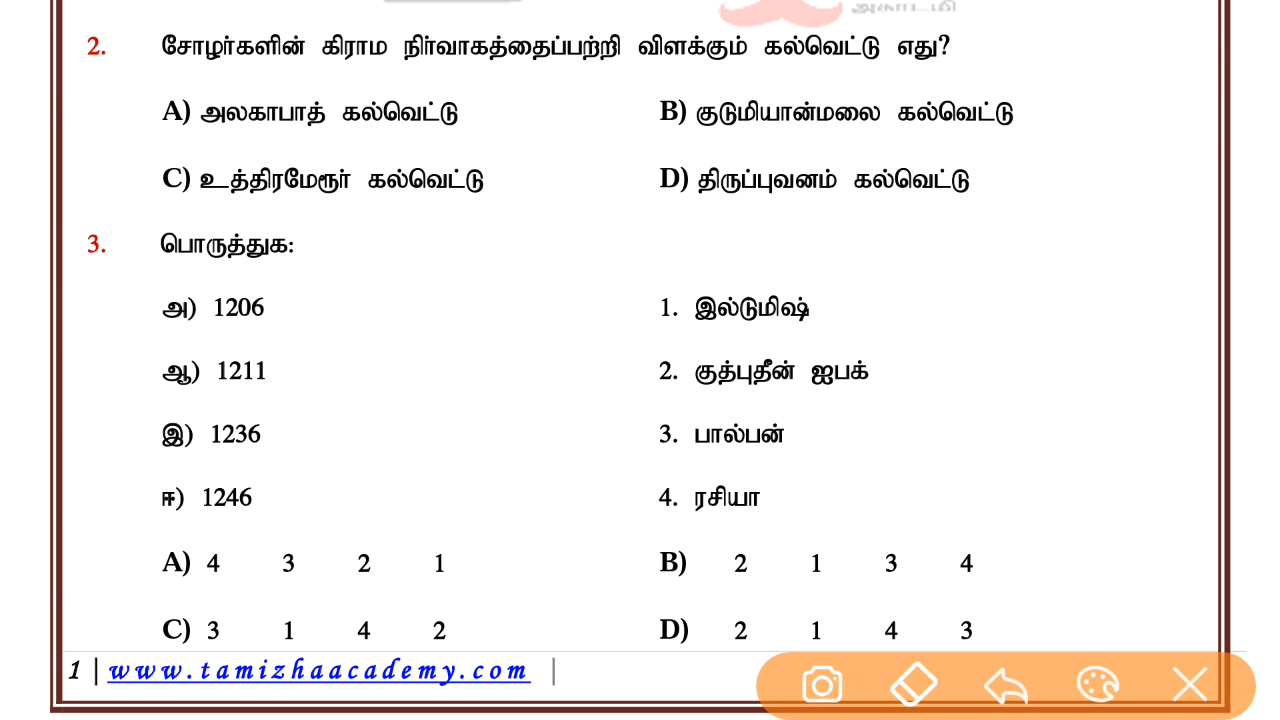 2. சோழர்களின் கிராம நிர்வாகத்தைப்பற்றி விளக்கும் கல்வெட்டு எது?
A) அலகாபாத் கல்வெட்டு B) குடுமியான்மலை கல்வெட்டு
C) உத்திரமேரூர் கல்வெட்டு D) திருப்புவனம் கல்வெட்டு
3. பொருத்துக:
அ) 1206 1. இல்டுமிஷ்
ஆ) 1211 2. குத்புதீன் ஐபக்
இ) 1236 3. பால்பன்
ஈ) 1246 4. ரசியா
A) 4 3 2 1 B) 2 1 3 4
C) 3 1 4 2 D) 2 1 4 3
1 | www.tamizhaacademy.com |